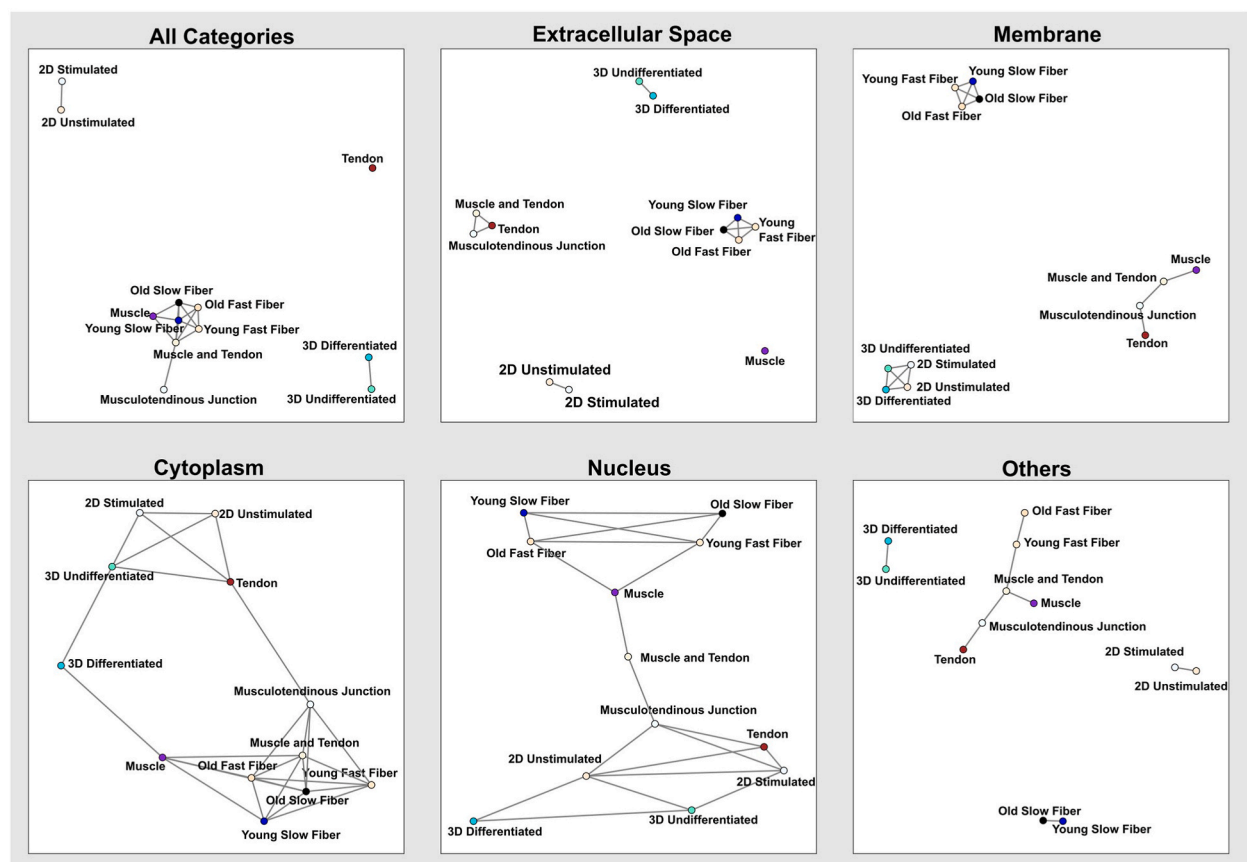 All Categories
2D Stimulated
2D Unstimulated
Tendon
Old Slow Fiber
Old Fast Fiber
Muscle
Young Slow Fiber
Young Fast Fiber
Muscle and Tendon
3D Differentiated
Musculotendinous Junction
3D Undifferentiated
Extracellular Space
3D Undifferentiated
3D Differentiated
Muscle and Tendon
Tendon
Musculotendinous Junction
Young Slow Fiber
Young
Fast Fiber
Old Slow Fiber
Old Fast Fiber
Muscle
2D Unstimulated
2D Stimulated
Membrane
Young Slow Fiber
Young Fast Fiber
Old Slow Fiber
Old Fast Fiber
Muscle
Muscle and Tendon
Musculotendinous Junction
Tendon
3D Undifferentiated
2D Stimulated
2D Unstimulated
3D Differentiated
Cytoplasm
2D Stimulated
2D Unstimulated
3D Undifferentiated
Tendon
3D Differentiated
Musculotendinous Junction
Muscle and Tendon
Muscle
Old Fast Fiber
Young Fast Fiber
Old Slow Fiber
Young Slow Fiber
Nucleus
Young Slow Fiber
Old Slow Fiber
Old Fast Fiber
Young Fast Fiber
Muscle
Muscle and Tendon
Musculotendinous Junction
Tendon
2D Unstimulated
2D Stimulated
3D Undifferentiated
3D Differentiated
Others
Old Fast Fiber
3D Differentiated
Young Fast Fiber
3D Undifferentiated
Muscle and Tendon
Muscle
Musculotendinous Junction
Tendon
2D Stimulated
2D Unstimulated
Old Slow Fiber
Young Slow Fiber